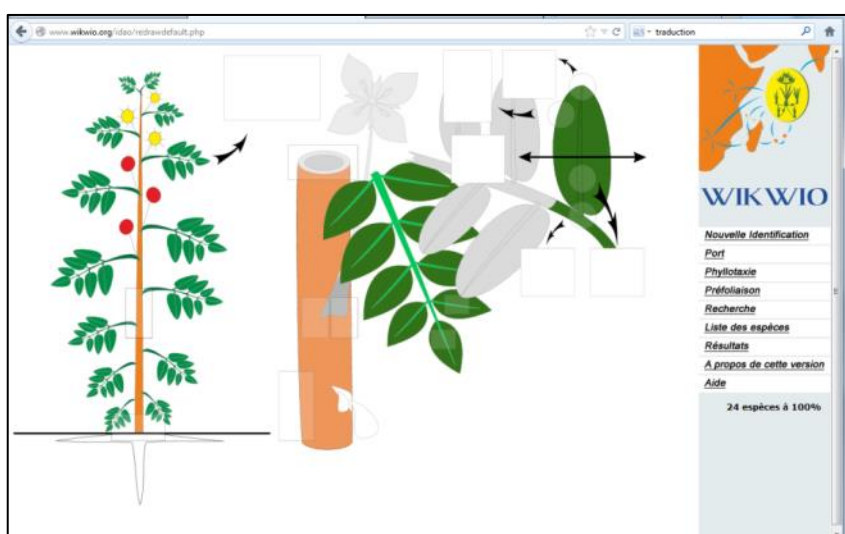 www.wikwio.org/idao/redrawdefault.php
traduction
WIKWIO
Nouvelle Identification
Port
Phyllotaxie
Préfoliaison
Recherche
Liste des espèces
Résultats
A propos de cette version
Aide
24 espèces à 100%